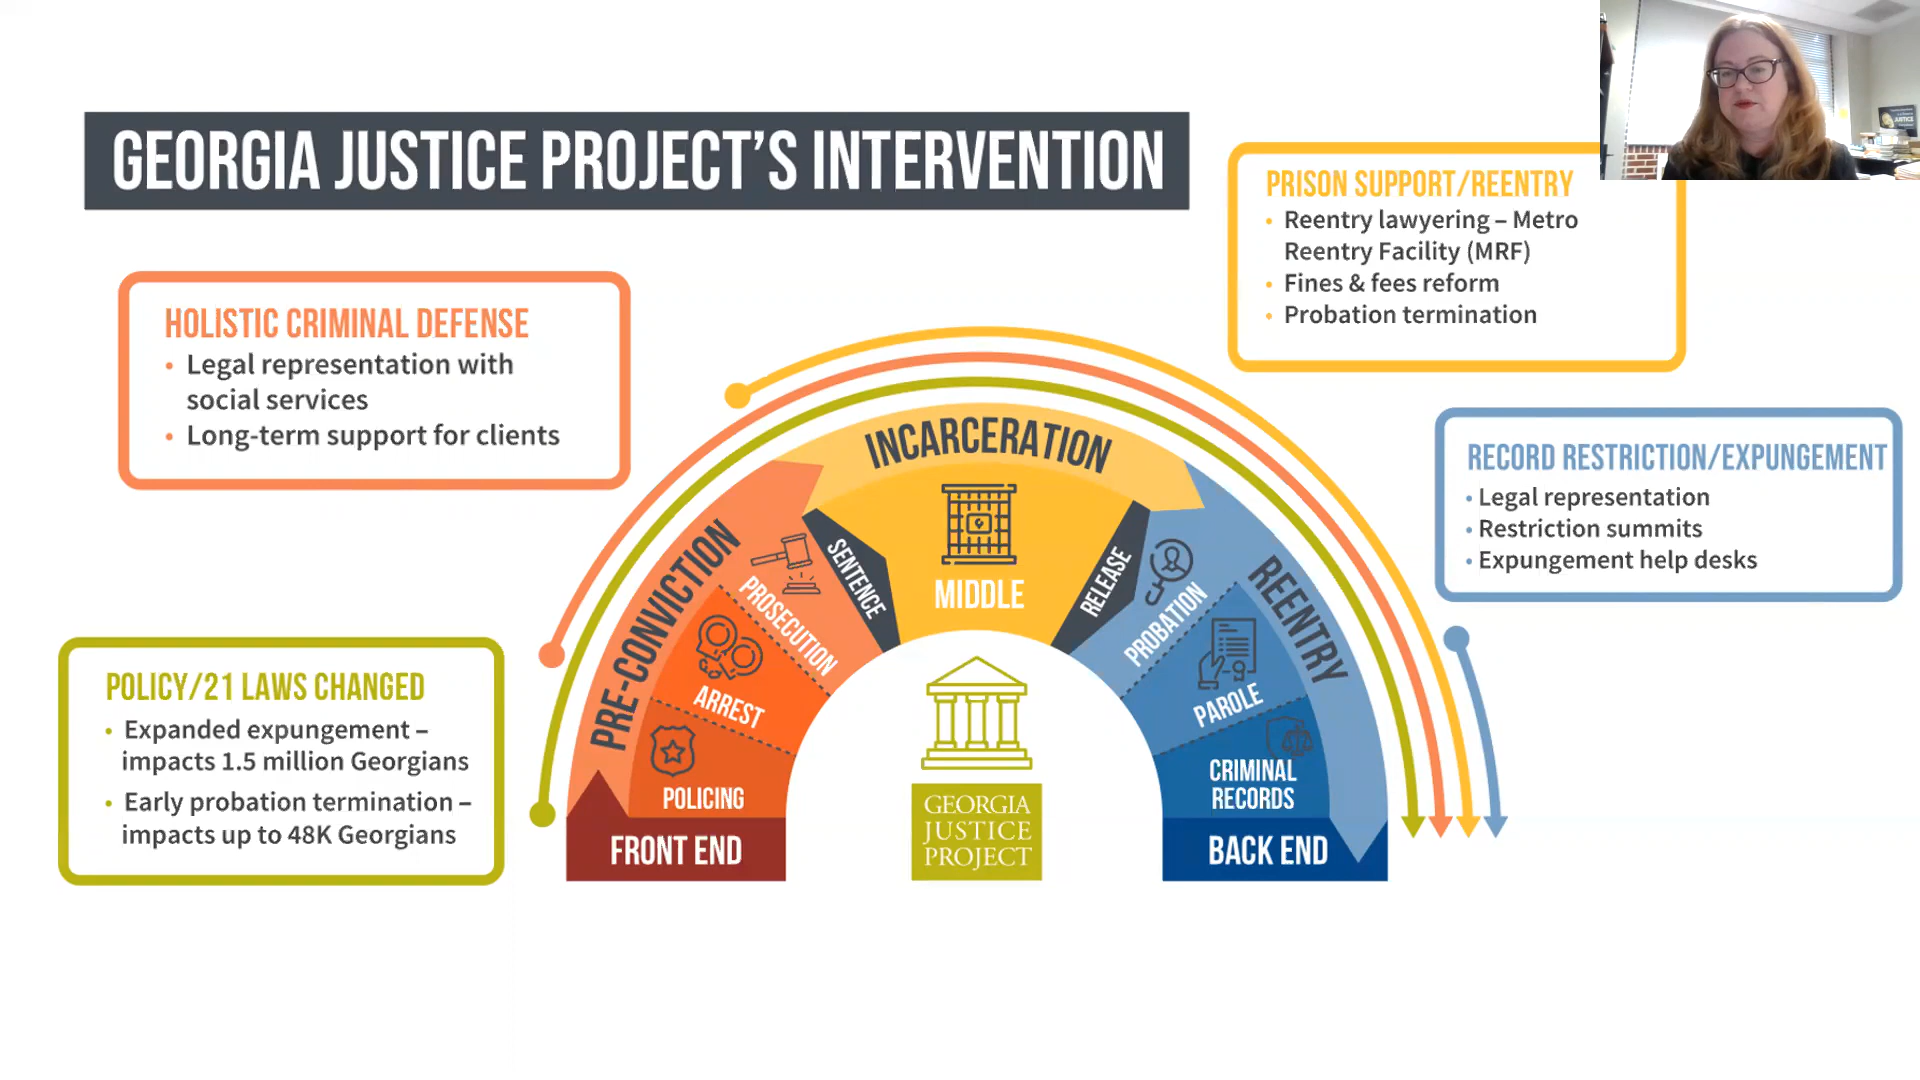 GEORGIA JUSTICE PROJECT'S INTERVENTION
PRISON SUPPORT/REENTRY
• Reentry lawyering – Metro
Reentry Facility (MRF)
• Fines & fees reform
• Probation termination
HOLISTIC CRIMINAL DEFENSE
• Legal representation with
social services
• Long-term support for clients
RECORD RESTRICTION/EXPUNGEMENT
• Legal representation
• Restriction summits
• Expungement help desks
POLICY/21 LAWS CHANGED
• Expanded expungement –
impacts 1.5 million Georgians
• Early probation termination –
impacts up to 48K Georgians
PRE-CONVICTION
INCARCERATION
REENTRY
FRONT END
POLICING
ARREST
PROSECUTION
SENTENCE
MIDDLE
RELEASE
PROBATION
PAROLE
CRIMINAL
RECORDS
BACK END
GEORGIA
JUSTICE
PROJECT
JUSTICE